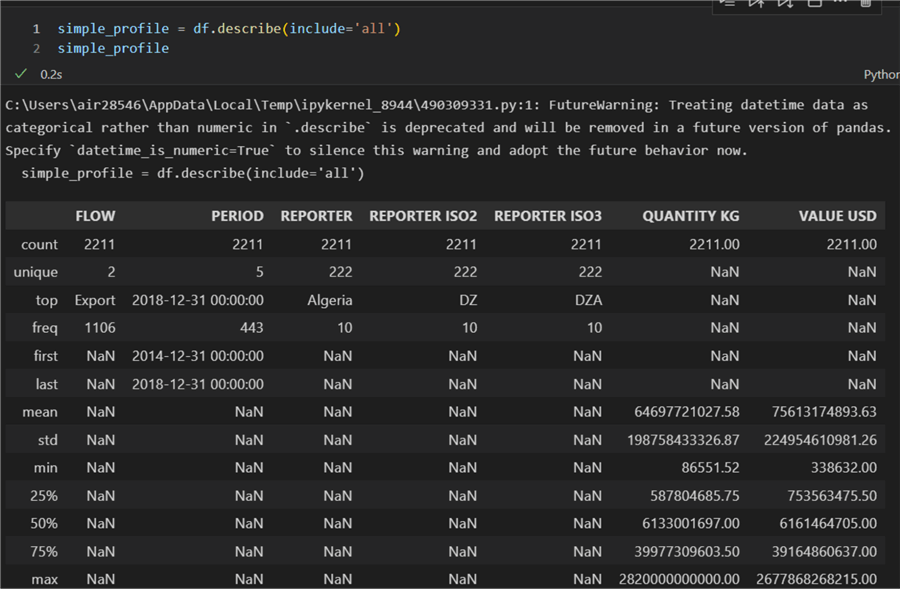 1 simple_profile = df.describe(include='all')
2 simple_profile
0.2s
C:\Users\air28546\AppData\Local\Temp\ipykernel_8944\490309331.py:1: FutureWarning: Treating datetime data as
categorical rather than numeric in `.describe` is deprecated and will be removed in a future version of pandas.
Specify `datetime_is_numeric=True` to silence this warning and adopt the future behavior now.
simple_profile = df.describe(include='all')
FLOW PERIOD REPORTER REPORTER ISO2 REPORTER ISO3 QUANTITY KG VALUE USD
count 2211 2211 2211 2211 2211 2211.00 2211.00
unique 2 5 222 222 222 NaN NaN
top Export 2018-12-31 00:00:00 Algeria DZ DZA NaN NaN
freq 1106 443 10 10 10 NaN NaN
first NaN 2014-12-31 00:00:00 NaN NaN NaN NaN NaN
last NaN 2018-12-31 00:00:00 NaN NaN NaN NaN NaN
mean NaN NaN NaN NaN NaN 64697721027.58 75613174893.63
std NaN NaN NaN NaN NaN 198758433326.87 224954610981.26
min NaN NaN NaN NaN NaN 86551.52 338632.00
25% NaN NaN NaN NaN NaN 587804685.75 753563475.50
50% NaN NaN NaN NaN NaN 6133001697.00 6161464705.00
75% NaN NaN NaN NaN NaN 39977309603.50 39164860637.00
max NaN NaN NaN NaN NaN 2820000000000.00 2677868268215.00